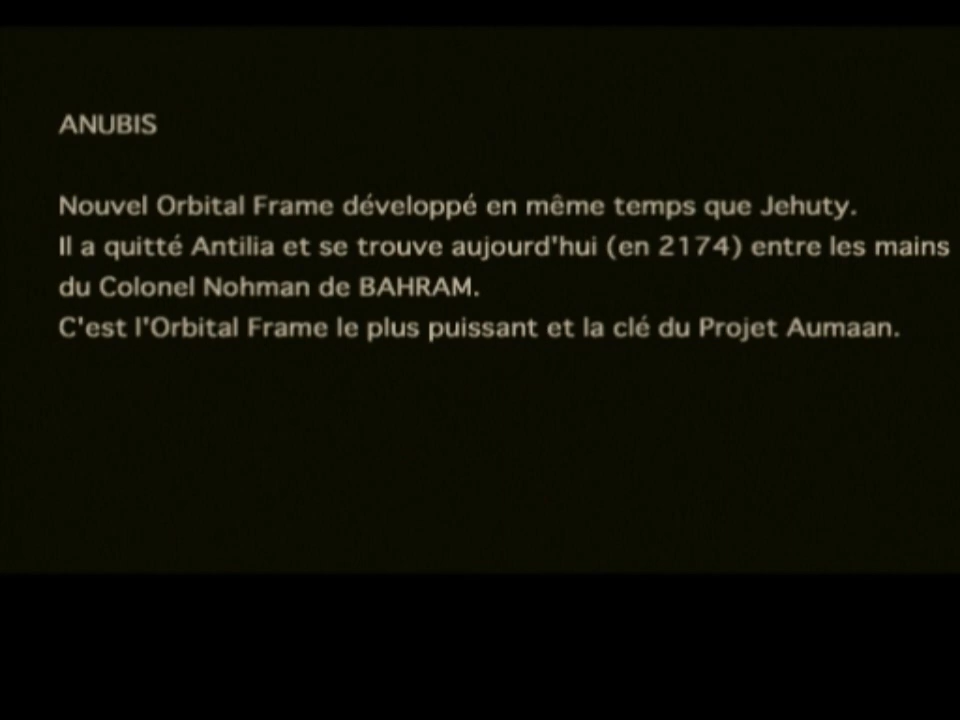 ANUBIS
Nouvel Orbital Frame développé en même temps que Jehuty.
Il a quitté Antilia et se trouve aujourd'hui (en 2174) entre les mains
du Colonel Nohman de BAHRAM.
C'est l'Orbital Frame le plus puissant et la clé du Projet Aumaan.